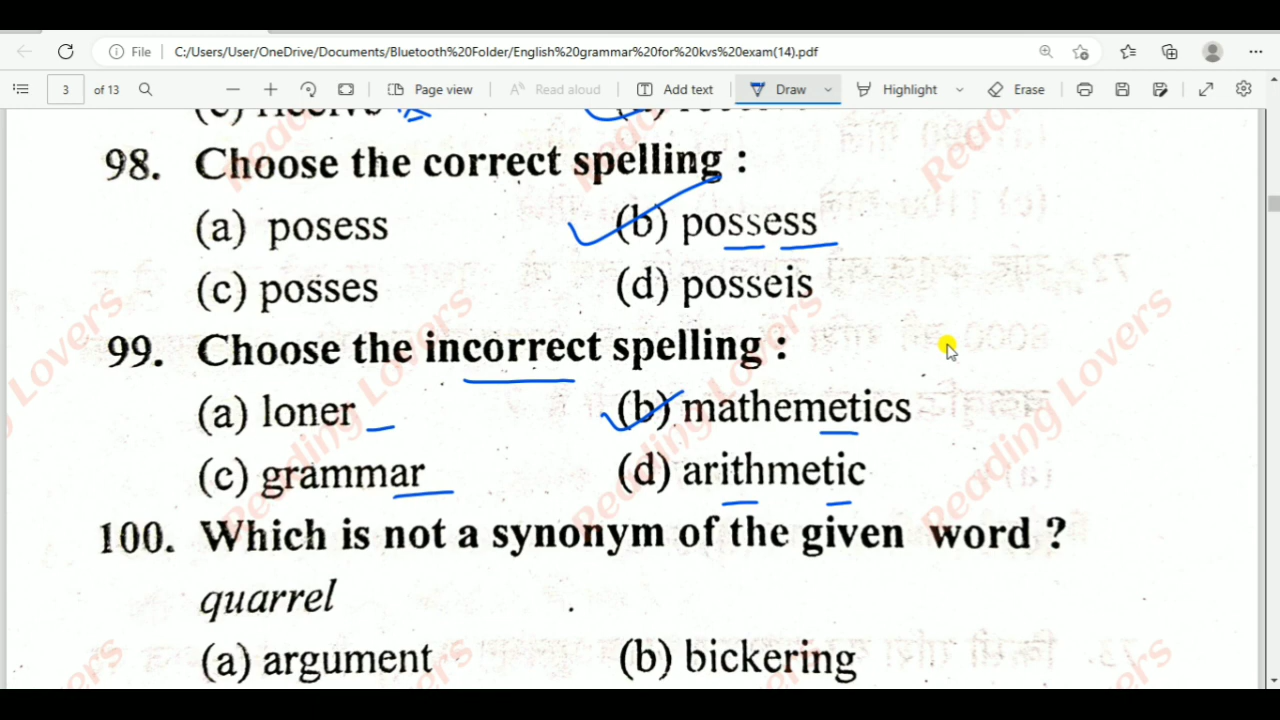 File C:/Users/User/OneDrive/Documents/Bluetooth%20Folder/English%20grammar%20for%20kvs%20exam(14).pdf
3 of 13 Page view Read aloud Add text Draw Highlight Erase
98. Choose the correct spelling :
(a) posess (b) possess
(c) posses (d) posseis
99. Choose the incorrect spelling :
(a) loner (b) mathemetics
(c) grammar (d) arithmetic
100. Which is not a synonym of the given word ?
quarrel
(a) argument (b) bickering
Reading Lovers